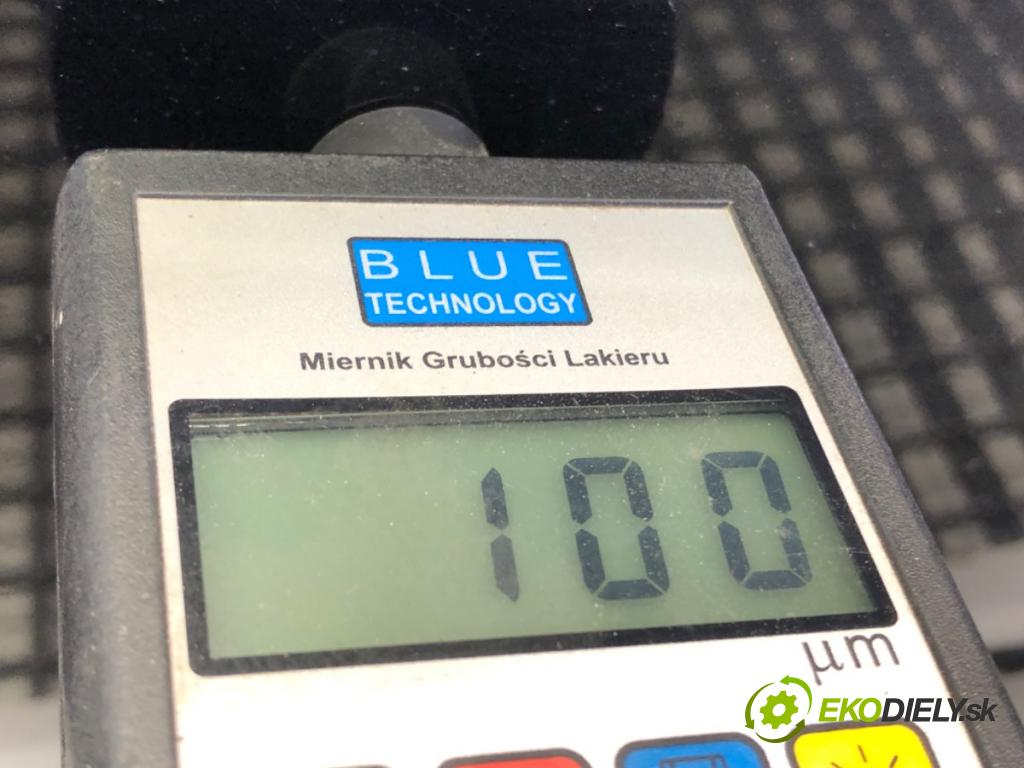 BLUE
TECHNOLOGY
Miernik Grubości Lakieru
100
μm
EKODIELY.sk